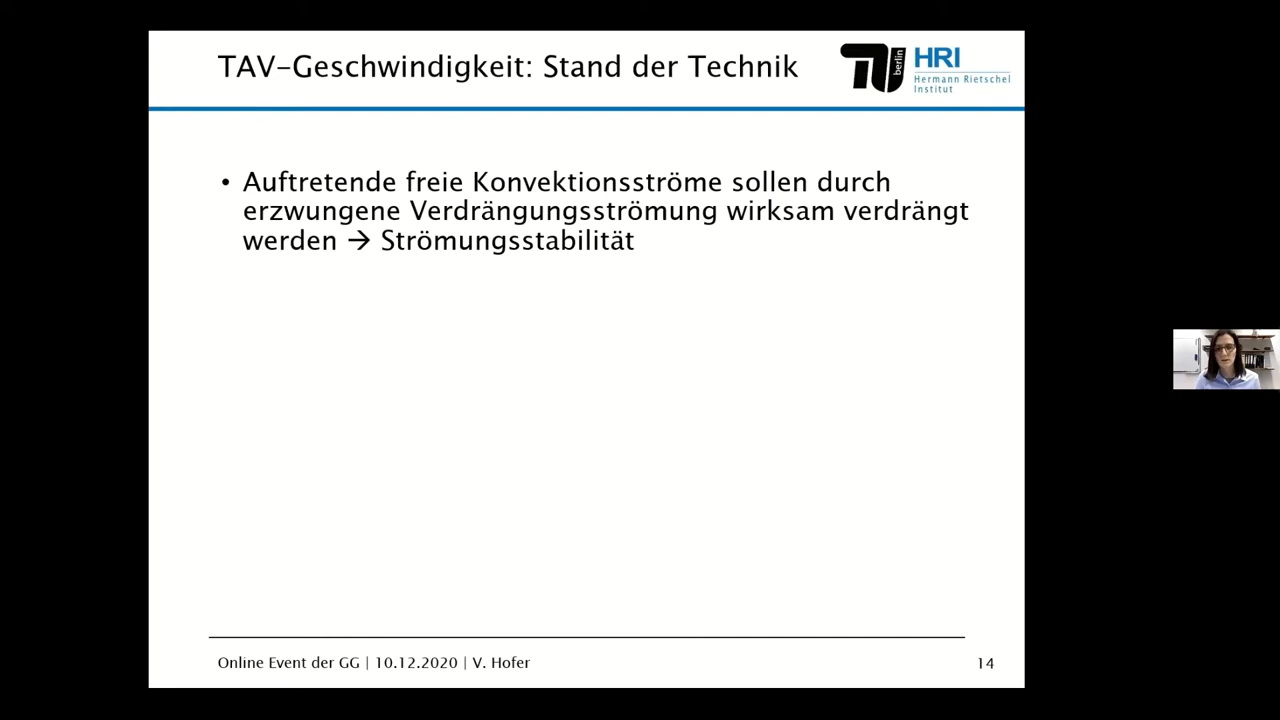 TAV-Geschwindigkeit: Stand der Technik
berlin
HRI
Hermann Rietschel
Institut
• Auftretende freie Konvektionsströme sollen durch
erzwungene Verdrängungsströmung wirksam verdrängt
werden → Strömungsstabilität
Online Event der GG | 10.12.2020 | V. Hofer
14